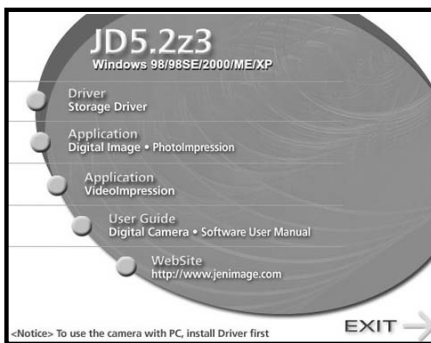 JD5.2z3
Windows 98/98SE/2000/ME/XP
Driver
Storage Driver
Application
Digital Image • PhotoImpression
Application
VideoImpression
User Guide
Digital Camera • Software User Manual
WebSite
http://www.jenimage.com
<Notice> To use the camera with PC, install Driver first
EXIT